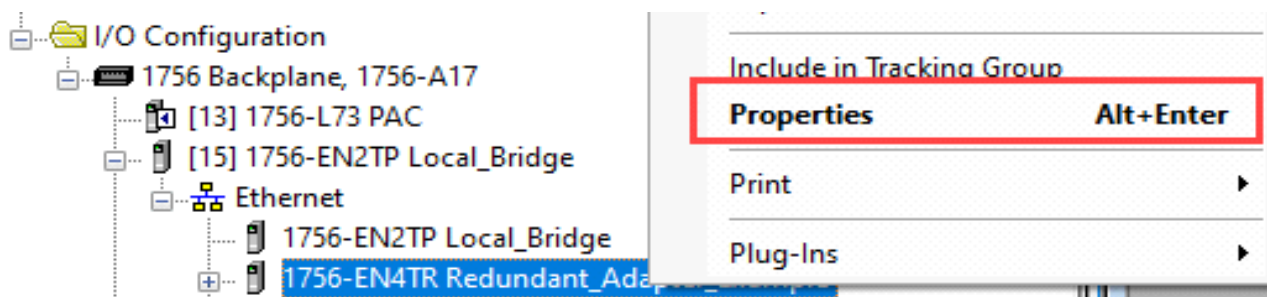 I/O Configuration
1756 Backplane, 1756-A17
[13] 1756-L73 PAC
[15] 1756-EN2TP Local_Bridge
Ethernet
1756-EN2TP Local_Bridge
1756-EN4TR Redundant_Adapter_Example
Include in Tracking Group
Properties Alt+Enter
Print
Plug-Ins